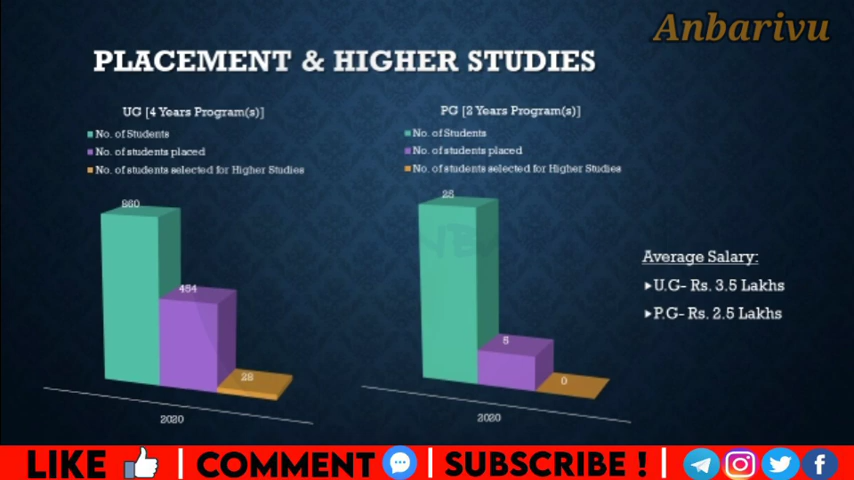 Anbarivu
PLACEMENT & HIGHER STUDIES
UG [4 Years Program(s)]
No. of Students
No. of students placed
No. of students selected for Higher Studies
860
484
28
2020
PG [2 Years Program(s)]
No. of Students
No. of students placed
No. of students selected for Higher Studies
5
0
2020
Average Salary:
U.G- Rs. 3.5 Lakhs
P.G- Rs. 2.5 Lakhs
LIKE | COMMENT | SUBSCRIBE ! |